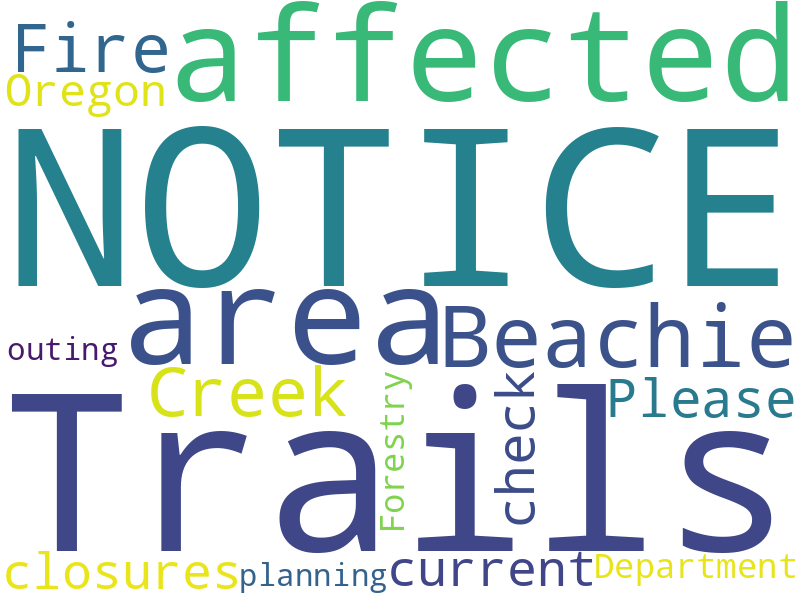 Fire affected
Oregon
NOTICE
area
outing
Beachie
Creek
Forestry
check
Please
Trails
closures planning current Department